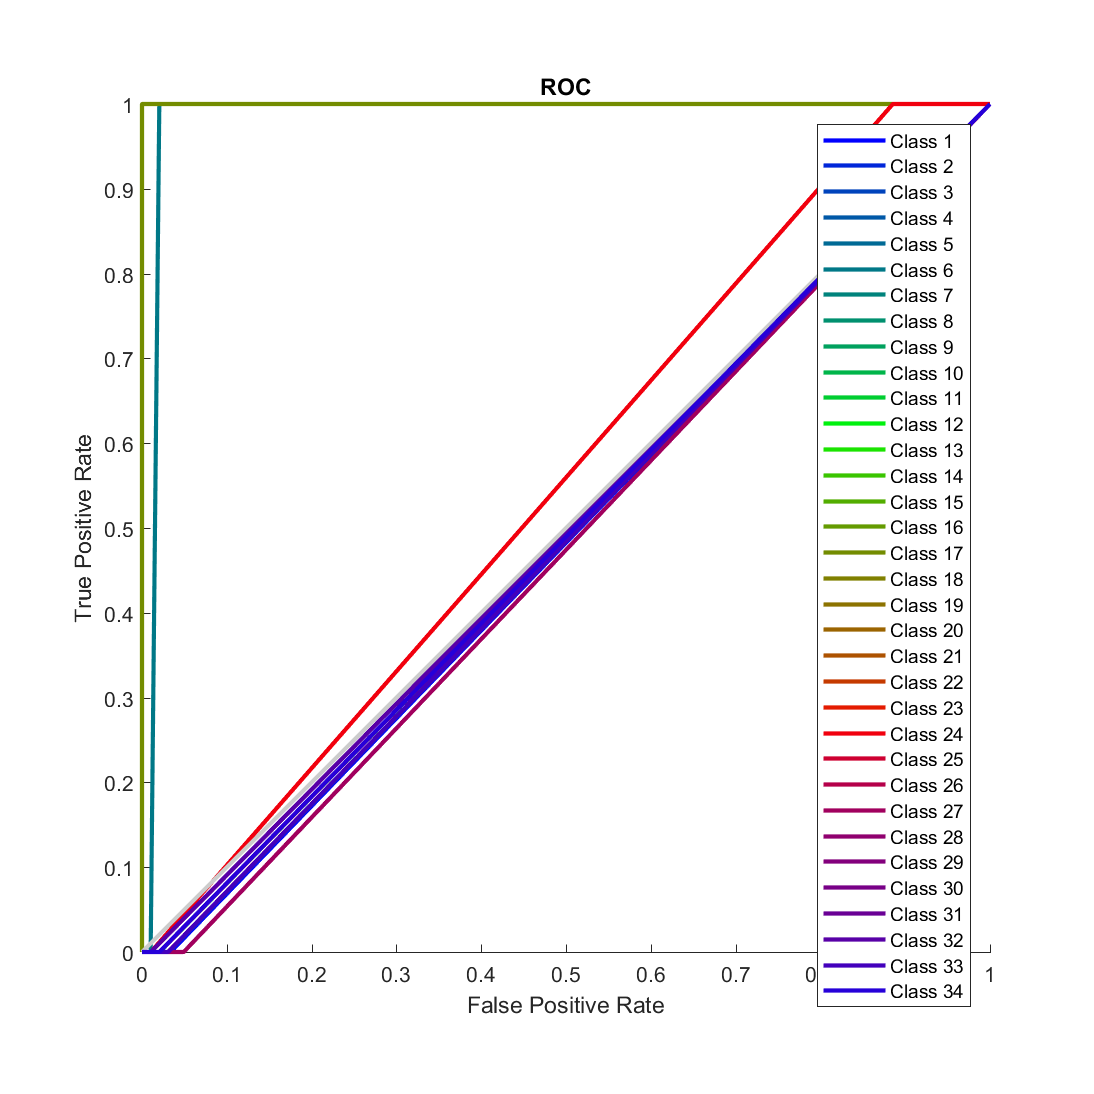 ROC
1
0.9
0.8
0.7
0.6
0.5
0.4
0.3
0.2
0.1
0
True Positive Rate
0 0.1 0.2 0.3 0.4 0.5 0.6 0.7 1
False Positive Rate
Class 1
Class 2
Class 3
Class 4
Class 5
Class 6
Class 7
Class 8
Class 9
Class 10
Class 11
Class 12
Class 13
Class 14
Class 15
Class 16
Class 17
Class 18
Class 19
Class 20
Class 21
Class 22
Class 23
Class 24
Class 25
Class 26
Class 27
Class 28
Class 29
Class 30
Class 31
Class 32
Class 33
Class 34